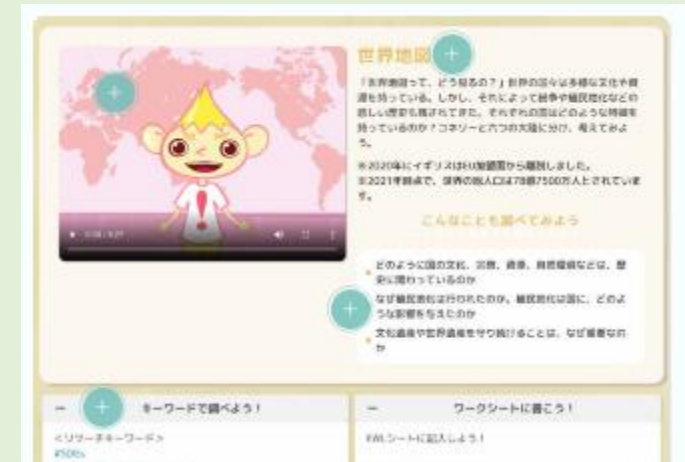 世界地図
「世界地図って、どう見るの？」世界の国々は多様な文化や資
源を持っている。しかし、それによって紛争や植民地化などの
悲しい歴史も残されてきた。それぞれの国はどのような特徴を
持っているのか？コネリーと六つの大陸に分け、考えてみよ
う。
※2020年にイギリスはEU加盟国から離脱しました。
※2021年時点で、世界の総人口は78億7500万人とされていま
す。
こんなことも調べてみよう
どのように国の文化、宗教、資源、自然環境などは、歴
史に関わっているのか
なぜ植民地化は行われたのか。植民地化は国に、どのよ
うな影響を与えたのか
文化遺産や世界遺産を守り続けることは、なぜ重要なの
か
キーワードで調べよう！
ワークシートに書こう！
<リサーチキーワード>
KWLシートに記入しよう！
#SDGs